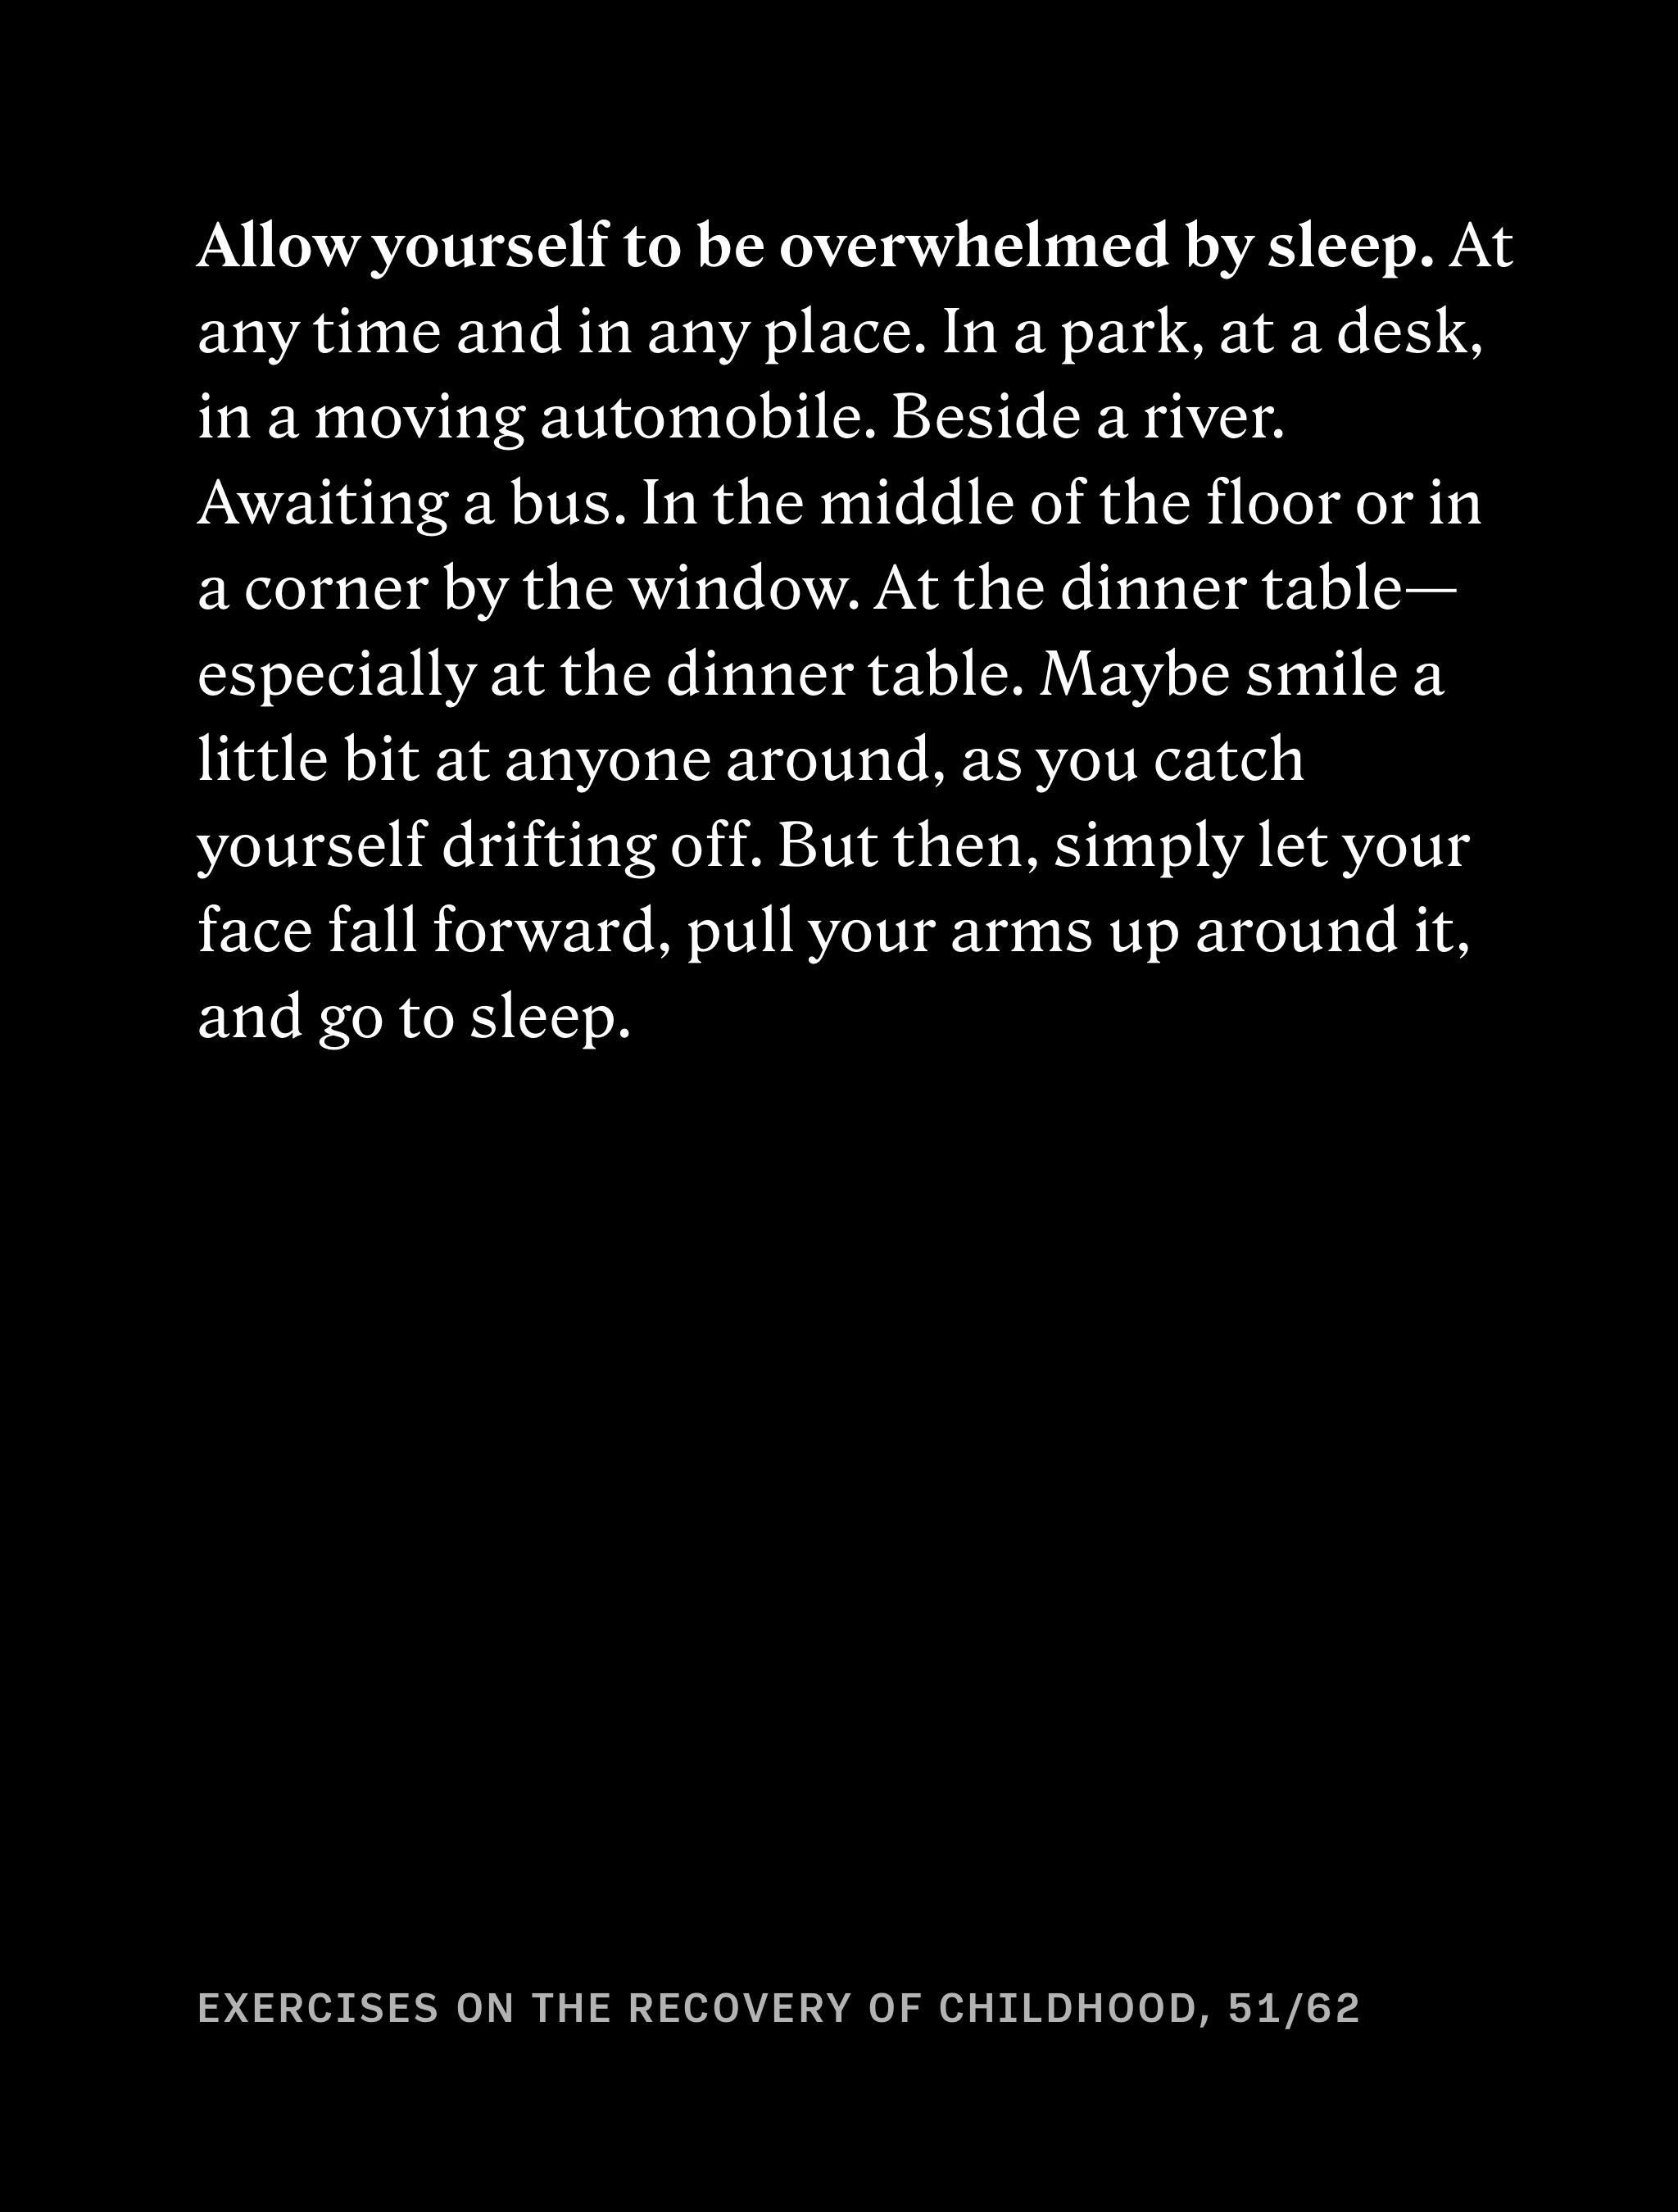 Allow yourself to be overwhelmed by sleep. At
any time and in any place. In a park, at a desk,
in a moving automobile. Beside a river.
Awaiting a bus. In the middle of the floor or in
a corner by the window. At the dinner table—
especially at the dinner table. Maybe smile a
little bit at anyone around, as you catch
yourself drifting off. But then, simply let your
face fall forward, pull your arms up around it,
and go to sleep.
EXERCISES ON THE RECOVERY OF CHILDHOOD, 51/62